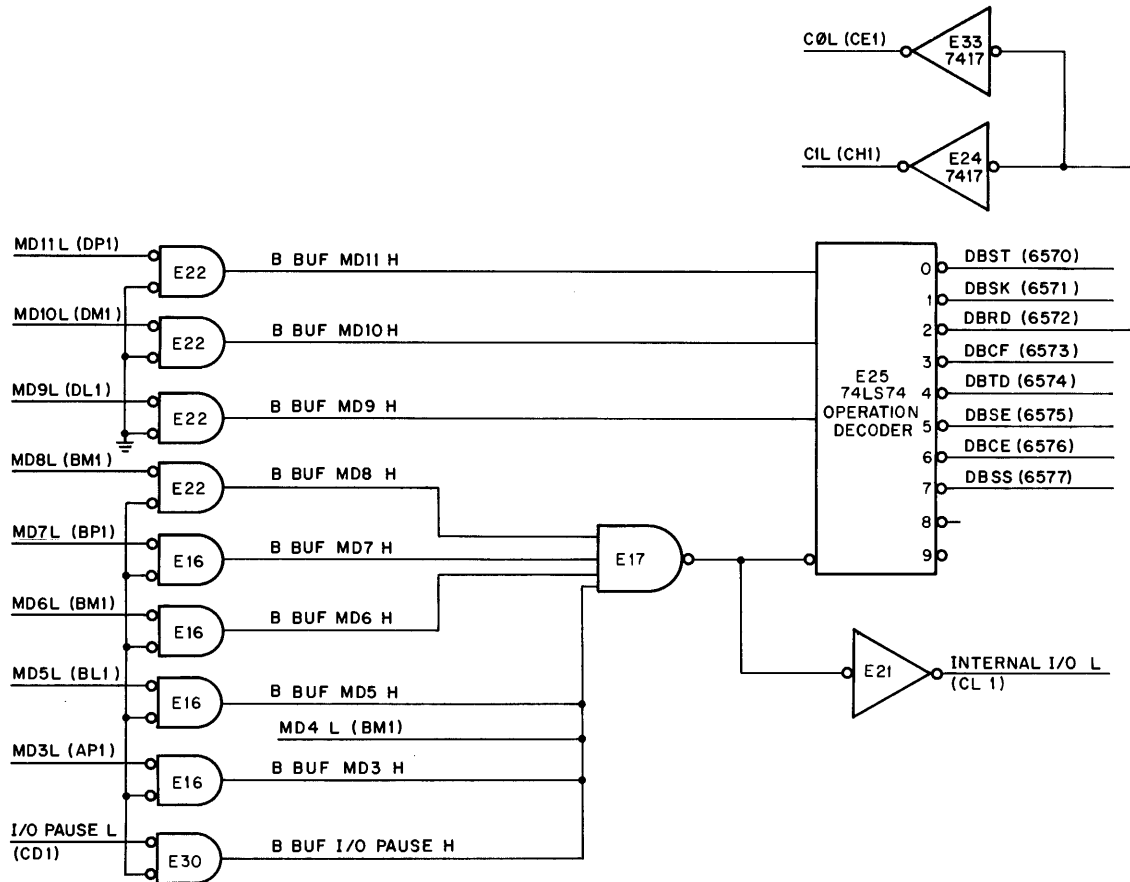 CØL (CE1)
E33
7417
C1L (CH1)
E24
7417
MD11L (DP1)
E22
B BUF MD11 H
MD10L (DM1)
E22
B BUF MD10 H
MD9L (DL1)
E22
B BUF MD9 H
MD8L (BM1)
E22
B BUF MD8 H
MD7L (BP1)
E16
B BUF MD7 H
MD6L (BM1)
E16
B BUF MD6 H
MD5L (BL1)
E16
B BUF MD5 H
MD4 L (BM1)
MD3L (AP1)
E16
B BUF MD3 H
I/O PAUSE L
(CD1)
E30
B BUF I/O PAUSE H
E17
E25
74LS74
OPERATION
DECODER
0 DBST (6570)
1 DBSK (6571)
2 DBRD (6572)
3 DBCF (6573)
4 DBTD (6574)
5 DBSE (6575)
6 DBCE (6576)
7 DBSS (6577)
8
9
E21
INTERNAL I/O L
(CL 1)